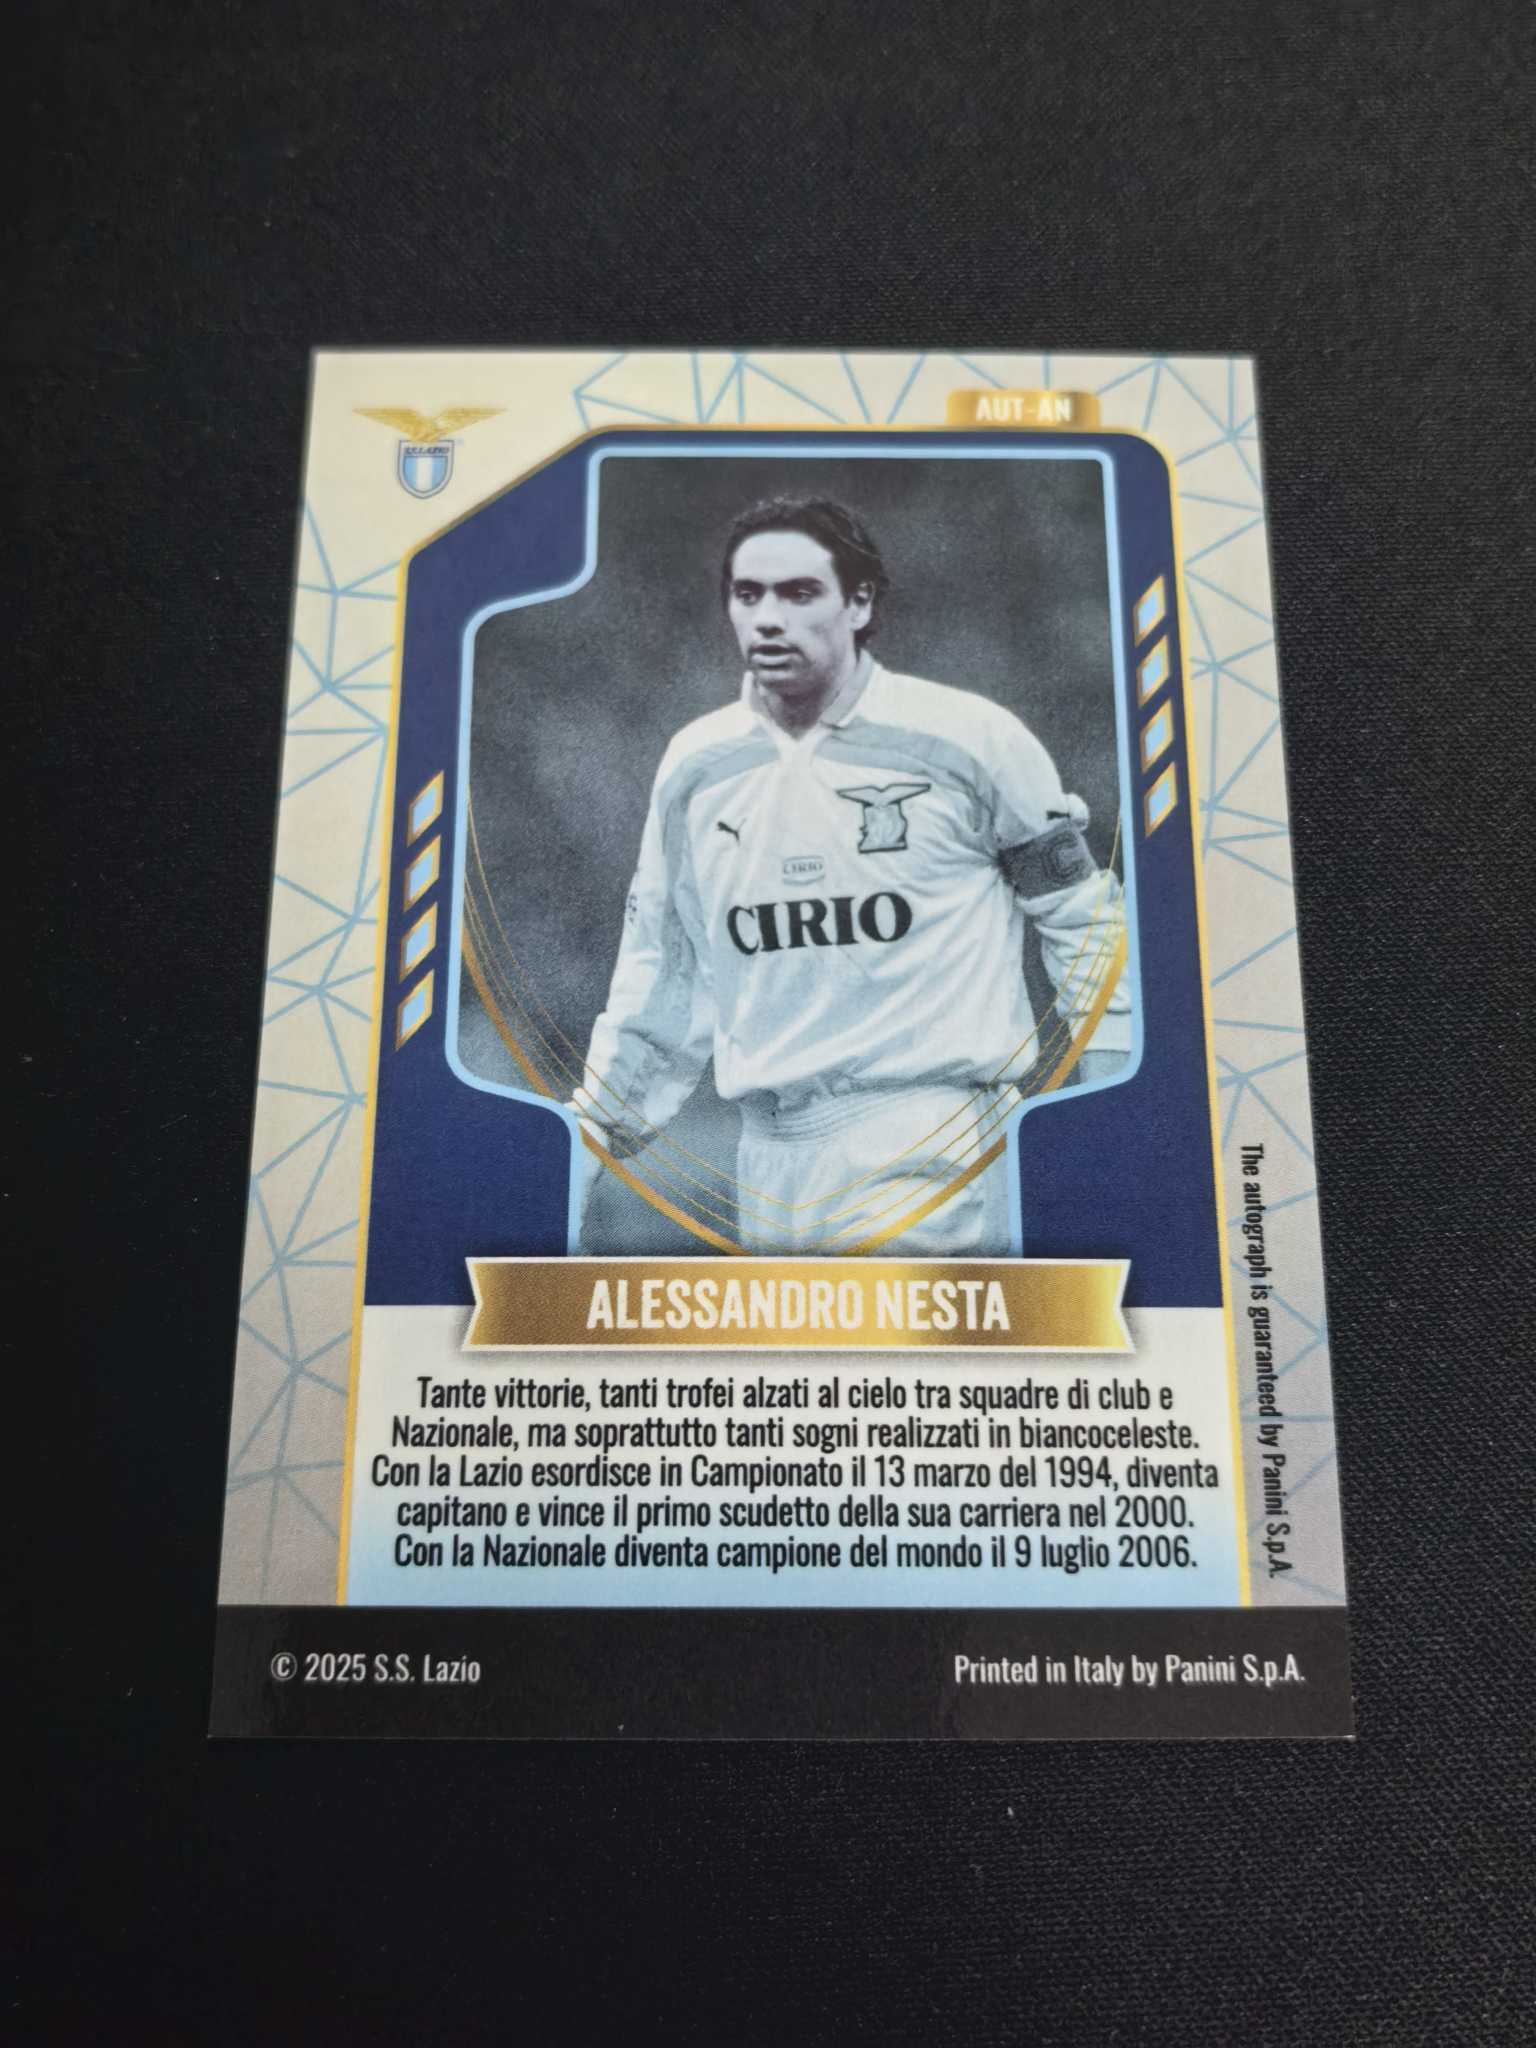 S.S.LAZIO
AUT-AN
CIRIO
CIRIO
ALESSANDRO NESTA
Tante vittorie, tanti trofei alzati al cielo tra squadre di club e
Nazionale, ma soprattutto tanti sogni realizzati in biancoceleste.
Con la Lazio esordisce in Campionato il 13 marzo del 1994, diventa
capitano e vince il primo scudetto della sua carriera nel 2000.
Con la Nazionale diventa campione del mondo il 9 luglio 2006.
The autograph is guaranteed by Panini S.p.A.
© 2025 S.S. Lazio
Printed in Italy by Panini S.p.A.